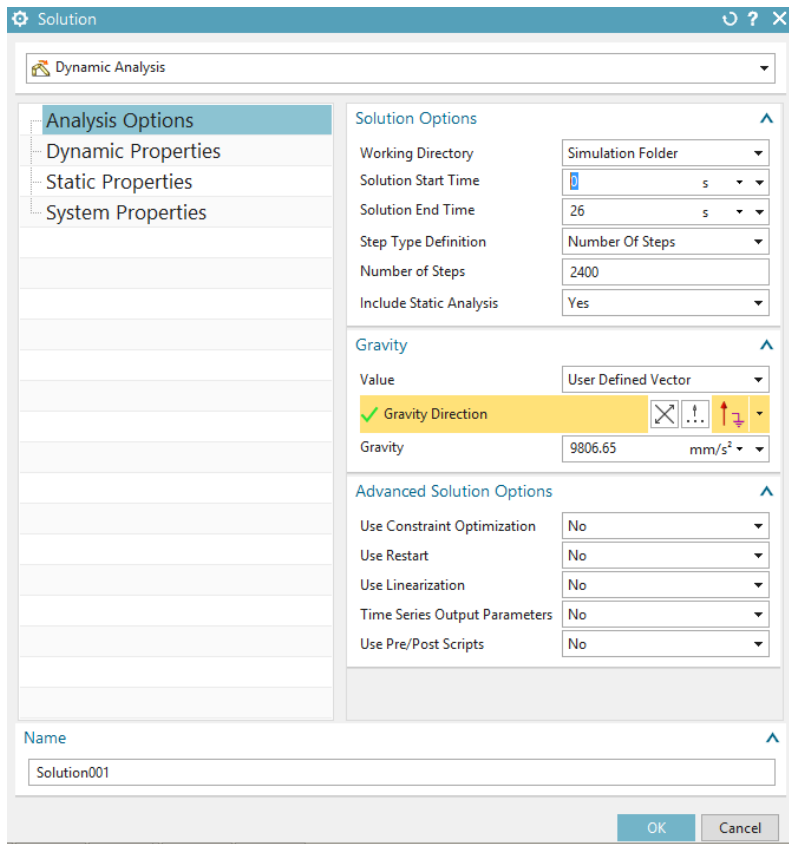 Solution
Dynamic Analysis
Analysis Options
Dynamic Properties
Static Properties
System Properties
Solution Options
Working Directory Simulation Folder
Solution Start Time 0 s
Solution End Time 26 s
Step Type Definition Number Of Steps
Number of Steps 2400
Include Static Analysis Yes
Gravity
Value User Defined Vector
Gravity Direction
Gravity 9806.65 mm/s²
Advanced Solution Options
Use Constraint Optimization No
Use Restart No
Use Linearization No
Time Series Output Parameters No
Use Pre/Post Scripts No
Name
Solution001
OK Cancel